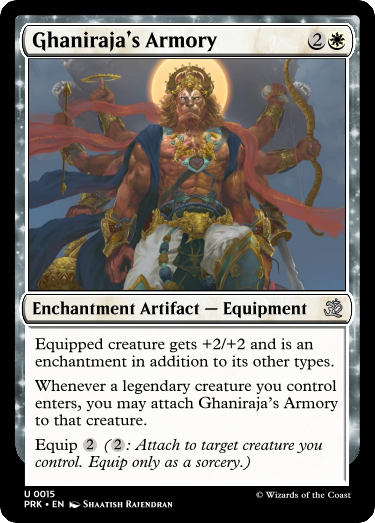 Ghaniraja's Armory 2
Enchantment Artifact — Equipment
Equipped creature gets +2/+2 and is an
enchantment in addition to its other types.
Whenever a legendary creature you control
enters, you may attach Ghaniraja's Armory
to that creature.
Equip 2 (2: Attach to target creature you
control. Equip only as a sorcery.)
U 0015
PRK • EN Shaatish Rajendran
© Wizards of the Coast